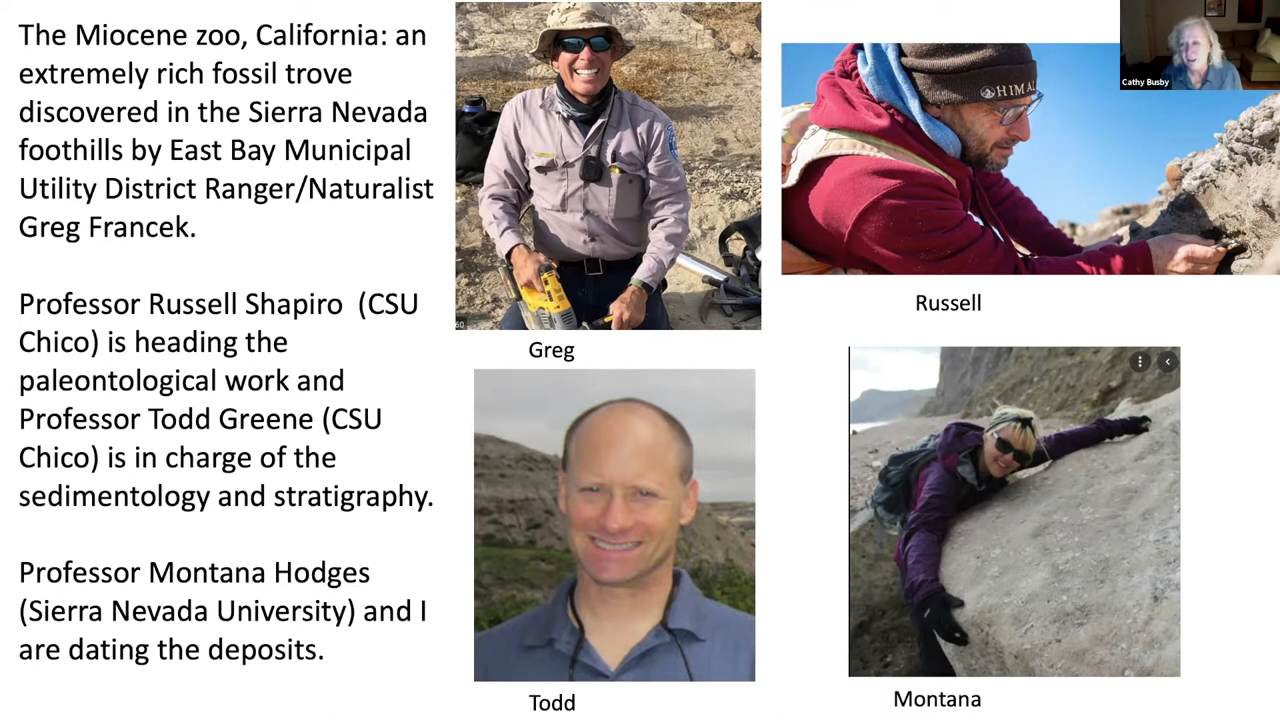 The Miocene zoo, California: an
extremely rich fossil trove
discovered in the Sierra Nevada
foothills by East Bay Municipal
Utility District Ranger/Naturalist
Greg Francek.
Professor Russell Shapiro (CSU
Chico) is heading the
paleontological work and
Professor Todd Greene (CSU
Chico) is in charge of the
sedimentology and stratigraphy.
Professor Montana Hodges
(Sierra Nevada University) and I
are dating the deposits.
60
Greg
HIMAL
Russell
Cathy Busby
Todd
Montana